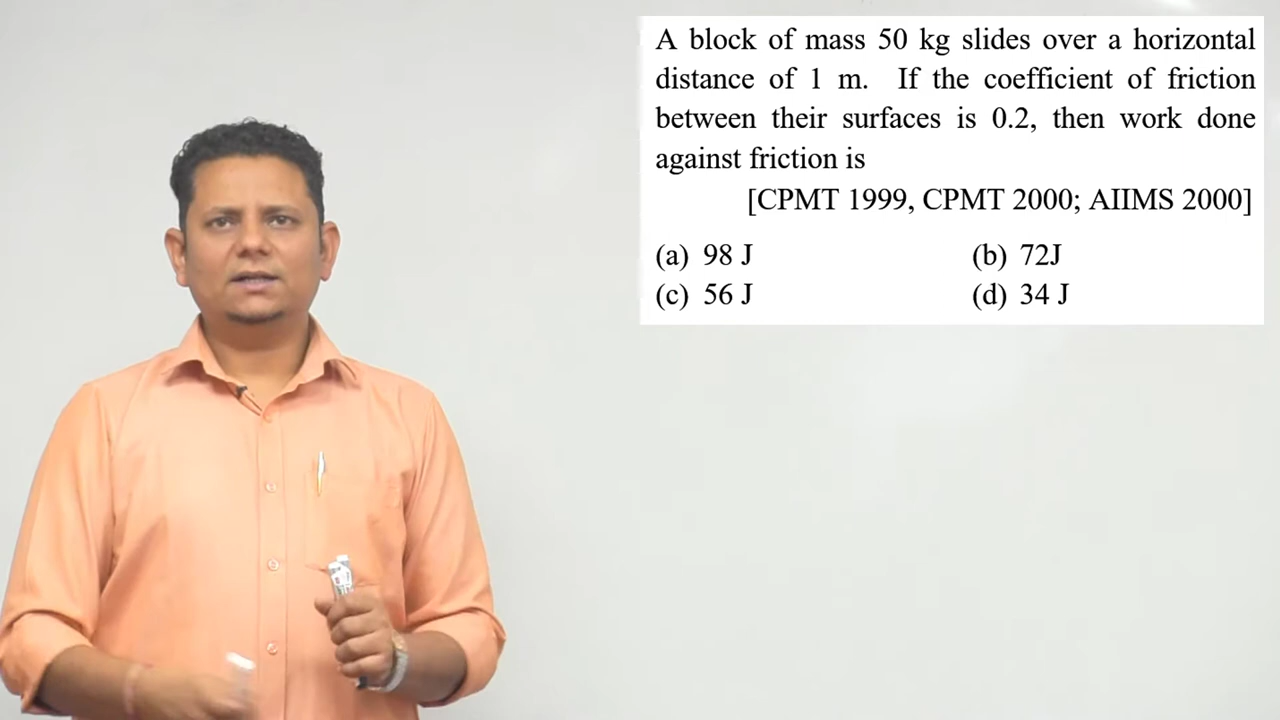 A block of mass 50 kg slides over a horizontal
distance of 1 m. If the coefficient of friction
between their surfaces is 0.2, then work done
against friction is
[CPMT 1999, CPMT 2000; AIIMS 2000]
(a) 98 J (b) 72J
(c) 56 J (d) 34 J